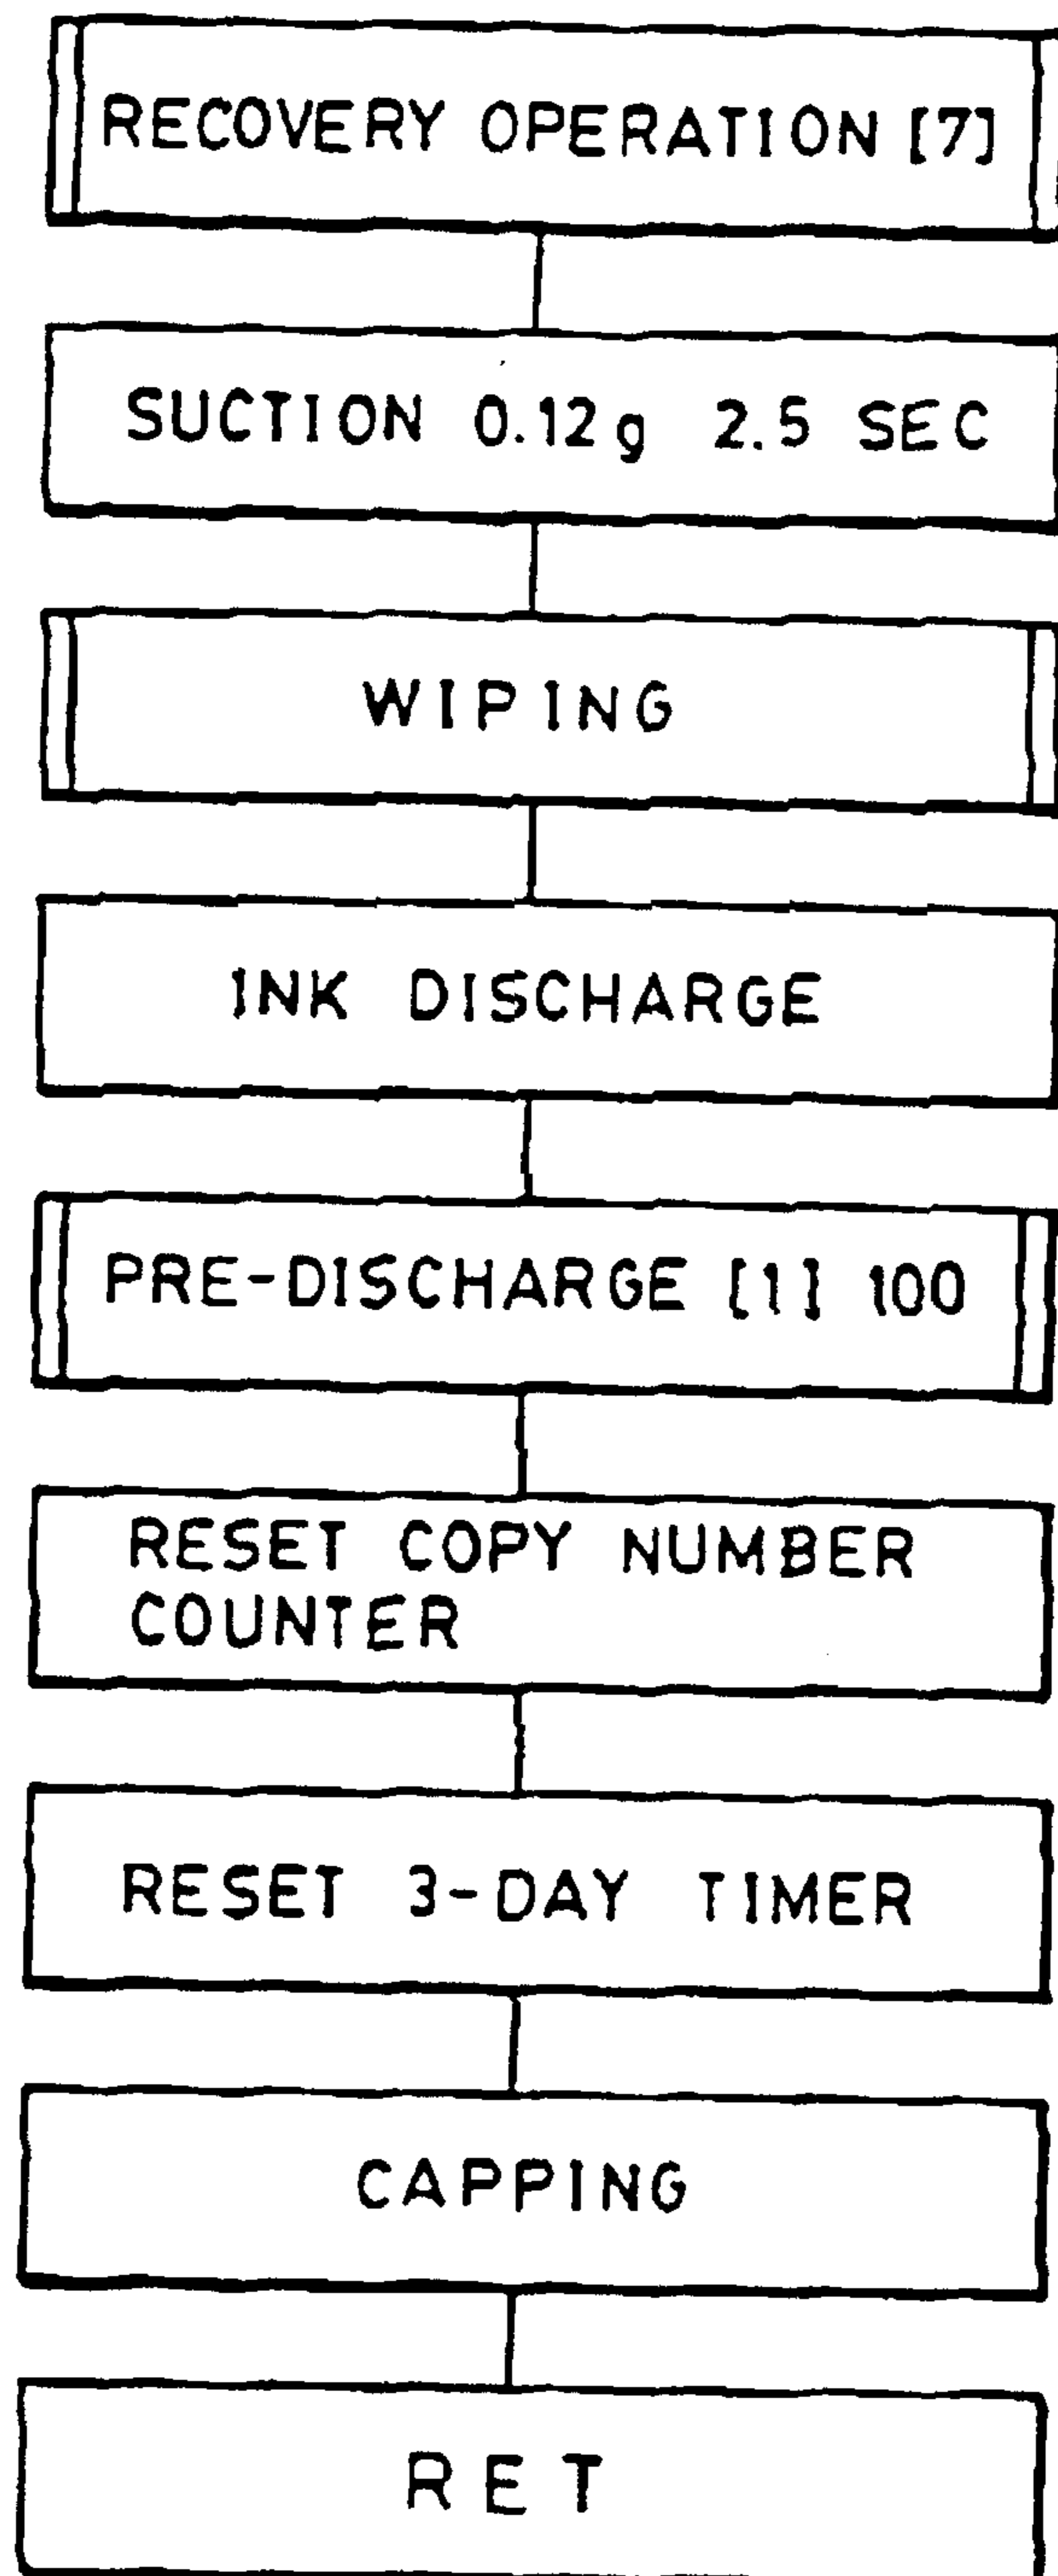 RECOVERY OPERATION [7]
SUCTION 0.12g 2.5 SEC
WIPING
INK DISCHARGE
PRE-DISCHARGE [1] 100
RESET COPY NUMBER
COUNTER
RESET 3-DAY TIMER
CAPPING
RET